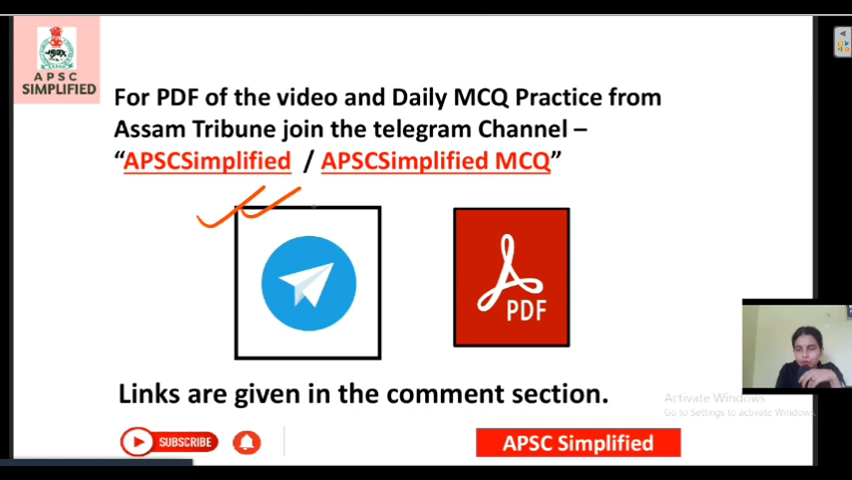 APSC
SIMPLIFIED
For PDF of the video and Daily MCQ Practice from
Assam Tribune join the telegram Channel –
“APSCSimplified / APSCSimplified MCQ”
PDF
Links are given in the comment section.
Activate Windows
Go to Settings to activate Windows.
SUBSCRIBE
APSC Simplified